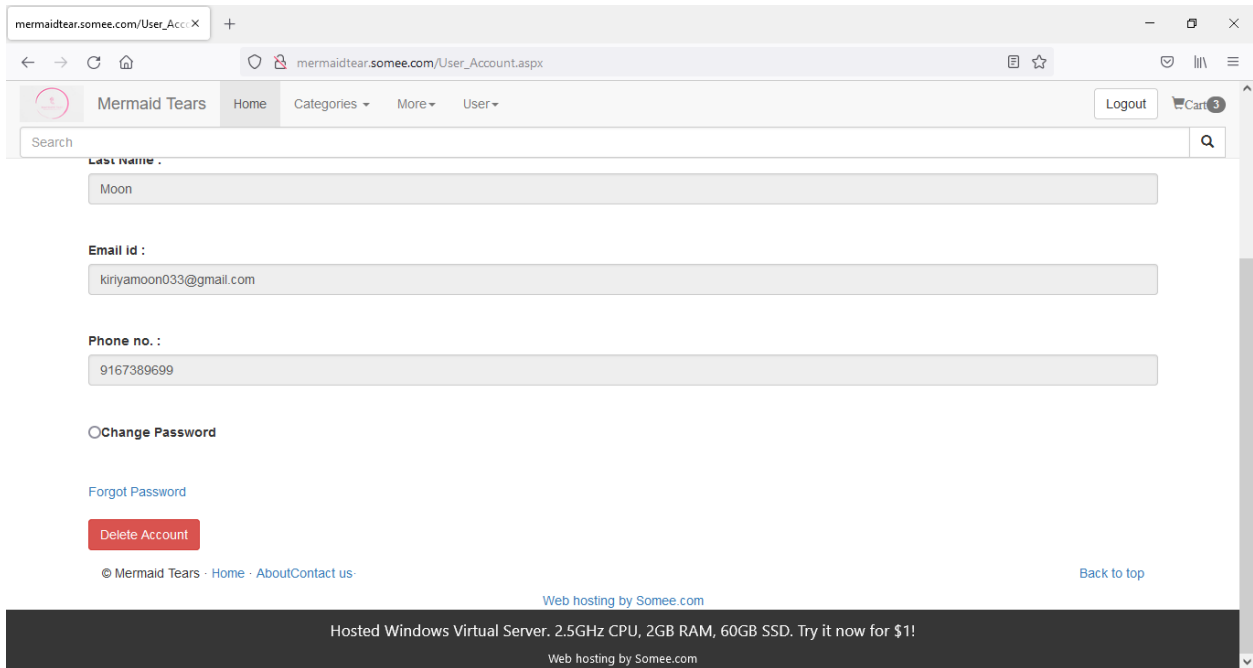 mermaidtear.somee.com/User_Acc
mermaidtear.somee.com/User_Account.aspx
Mermaid Tears Home Categories More User Logout Cart 3
Search
Last Name :
Moon
Email id :
kiriyamoon033@gmail.com
Phone no. :
9167389699
Change Password
Forgot Password
Delete Account
© Mermaid Tears · Home · AboutContact us· Back to top
Web hosting by Somee.com
Hosted Windows Virtual Server. 2.5GHz CPU, 2GB RAM, 60GB SSD. Try it now for $1!
Web hosting by Somee.com